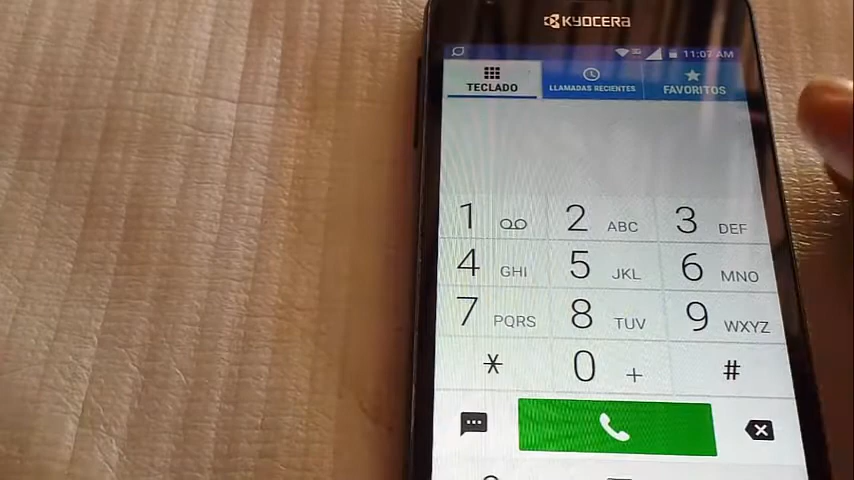 KYOCERA
3G 11:07 AM
TECLADO LLAMADAS RECIENTES FAVORITOS
1 2 ABC 3 DEF
4 GHI 5 JKL 6 MNO
7 PQRS 8 TUV 9 WXYZ
* 0 + #